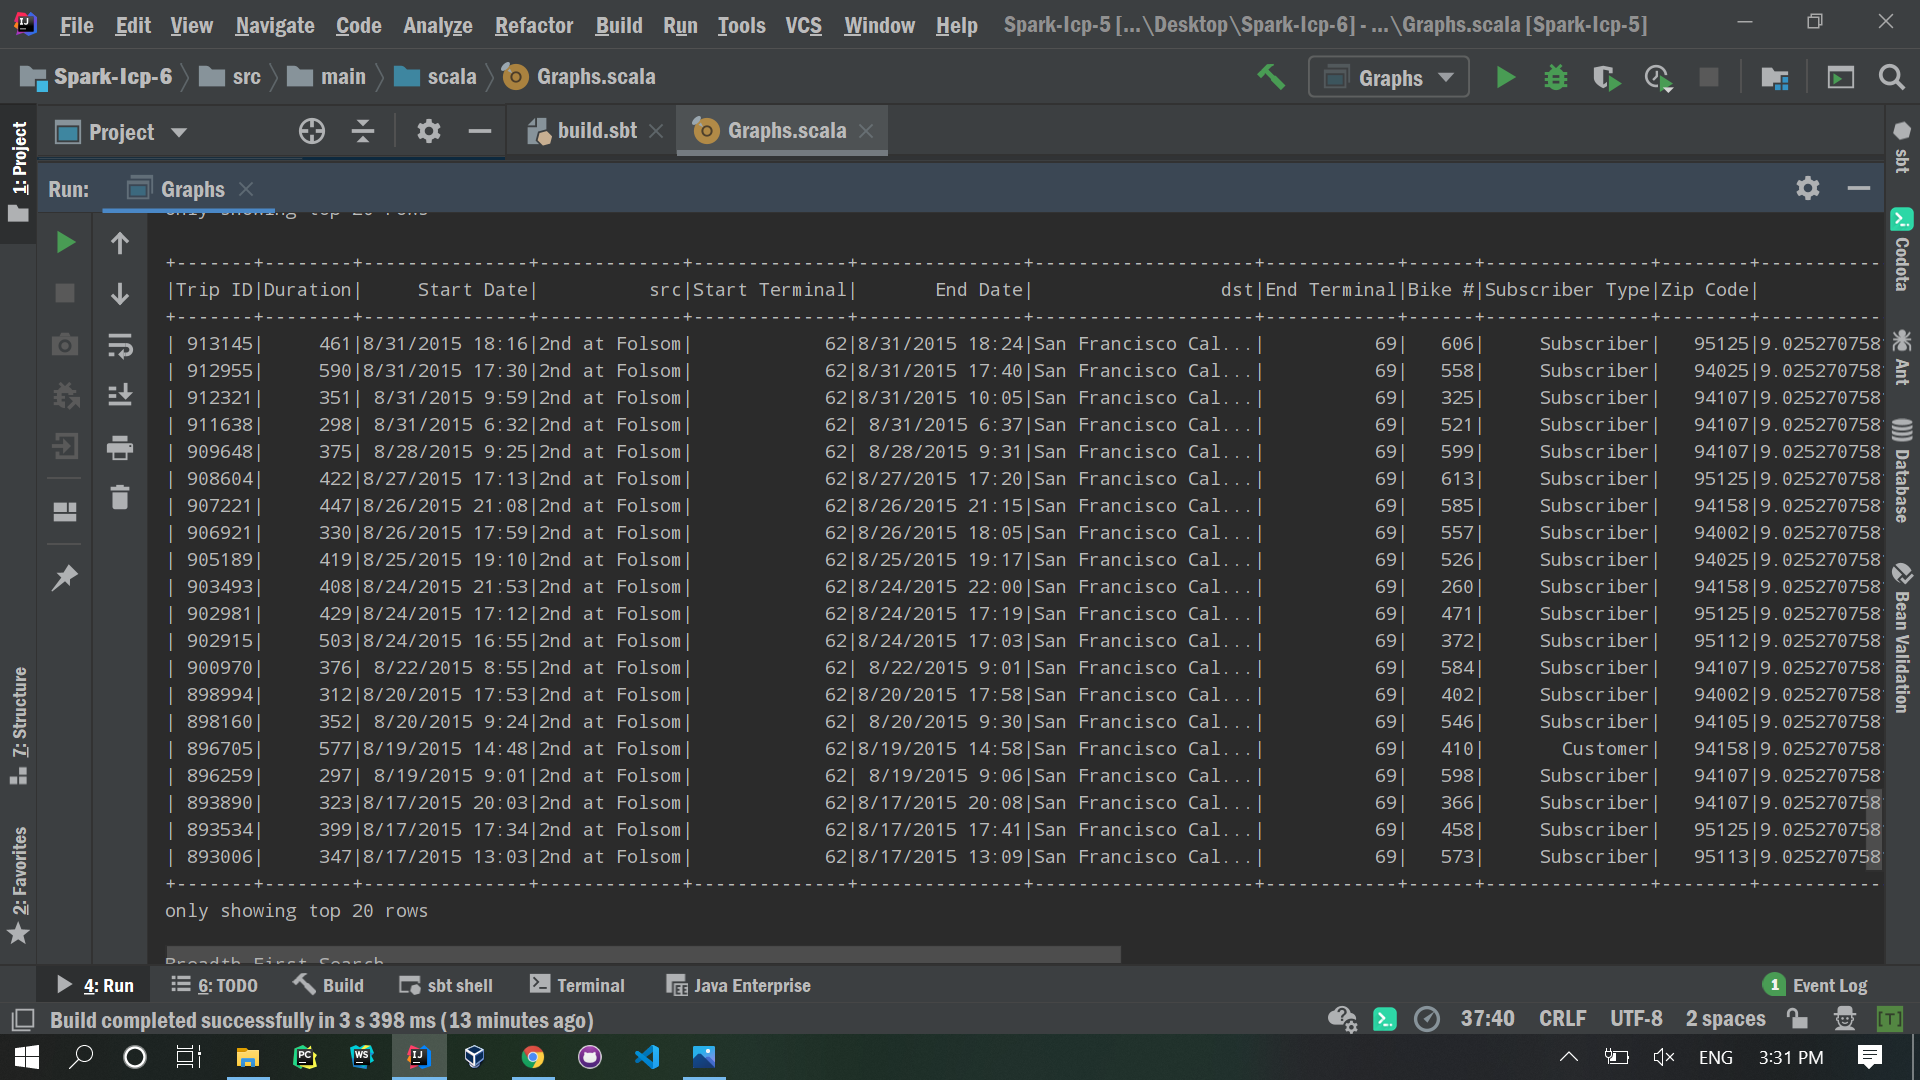 File Edit View Navigate Code Analyze Refactor Build Run Tools VCS Window Help Spark-Icp-5 [...\Desktop\Spark-Icp-6] - ...\Graphs.scala [Spark-Icp-5]
Spark-Icp-6 src main scala Graphs.scala Graphs
1: Project
Project build.sbt Graphs.scala
Run: Graphs
only showing top 20 rows
+-------+--------+---------------+-------------+--------------+---------------+--------------------+------------+------+---------------+--------+-----------
|Trip ID|Duration|     Start Date|          src|Start Terminal|       End Date|                 dst|End Terminal|Bike #|Subscriber Type|Zip Code|
+-------+--------+---------------+-------------+--------------+---------------+--------------------+------------+------+---------------+--------+-----------
| 913145|     461|8/31/2015 18:16|2nd at Folsom|            62|8/31/2015 18:24|San Francisco Cal...|          69|   606|     Subscriber|   95125|9.025270758
| 912955|     590|8/31/2015 17:30|2nd at Folsom|            62|8/31/2015 17:40|San Francisco Cal...|          69|   558|     Subscriber|   94025|9.025270758
| 912321|     351| 8/31/2015 9:59|2nd at Folsom|            62|8/31/2015 10:05|San Francisco Cal...|          69|   325|     Subscriber|   94107|9.025270758
| 911638|     298| 8/31/2015 6:32|2nd at Folsom|            62| 8/31/2015 6:37|San Francisco Cal...|          69|   521|     Subscriber|   94107|9.025270758
| 909648|     375| 8/28/2015 9:25|2nd at Folsom|            62| 8/28/2015 9:31|San Francisco Cal...|          69|   599|     Subscriber|   94107|9.025270758
| 908604|     422|8/27/2015 17:13|2nd at Folsom|            62|8/27/2015 17:20|San Francisco Cal...|          69|   613|     Subscriber|   95125|9.025270758
| 907221|     447|8/26/2015 21:08|2nd at Folsom|            62|8/26/2015 21:15|San Francisco Cal...|          69|   585|     Subscriber|   94158|9.025270758
| 906921|     330|8/26/2015 17:59|2nd at Folsom|            62|8/26/2015 18:05|San Francisco Cal...|          69|   557|     Subscriber|   94002|9.025270758
| 905189|     419|8/25/2015 19:10|2nd at Folsom|            62|8/25/2015 19:17|San Francisco Cal...|          69|   526|     Subscriber|   94025|9.025270758
| 903493|     408|8/24/2015 21:53|2nd at Folsom|            62|8/24/2015 22:00|San Francisco Cal...|          69|   260|     Subscriber|   94158|9.025270758
| 902981|     429|8/24/2015 17:12|2nd at Folsom|            62|8/24/2015 17:19|San Francisco Cal...|          69|   471|     Subscriber|   95125|9.025270758
| 902915|     503|8/24/2015 16:55|2nd at Folsom|            62|8/24/2015 17:03|San Francisco Cal...|          69|   372|     Subscriber|   95112|9.025270758
| 900970|     376| 8/22/2015 8:55|2nd at Folsom|            62| 8/22/2015 9:01|San Francisco Cal...|          69|   584|     Subscriber|   94107|9.025270758
| 898994|     312|8/20/2015 17:53|2nd at Folsom|            62|8/20/2015 17:58|San Francisco Cal...|          69|   402|     Subscriber|   94002|9.025270758
| 898160|     352| 8/20/2015 9:24|2nd at Folsom|            62| 8/20/2015 9:30|San Francisco Cal...|          69|   546|     Subscriber|   94105|9.025270758
| 896705|     577|8/19/2015 14:48|2nd at Folsom|            62|8/19/2015 14:58|San Francisco Cal...|          69|   410|       Customer|   94158|9.025270758
| 896259|     297| 8/19/2015 9:01|2nd at Folsom|            62| 8/19/2015 9:06|San Francisco Cal...|          69|   598|     Subscriber|   94107|9.025270758
| 893890|     323|8/17/2015 20:03|2nd at Folsom|            62|8/17/2015 20:08|San Francisco Cal...|          69|   366|     Subscriber|   94107|9.025270758
| 893534|     399|8/17/2015 17:34|2nd at Folsom|            62|8/17/2015 17:41|San Francisco Cal...|          69|   458|     Subscriber|   95125|9.025270758
| 893006|     347|8/17/2015 13:03|2nd at Folsom|            62|8/17/2015 13:09|San Francisco Cal...|          69|   573|     Subscriber|   95113|9.025270758
+-------+--------+---------------+-------------+--------------+---------------+--------------------+------------+------+---------------+--------+-----------
only showing top 20 rows
Breadth First Search
7: Structure
2: Favorites
sbt
Codota
Ant
Database
Bean Validation
4: Run 6: TODO Build sbt shell Terminal Java Enterprise 1 Event Log
Build completed successfully in 3 s 398 ms (13 minutes ago) 37:40 CRLF UTF-8 2 spaces [T]
ENG 3:31 PM